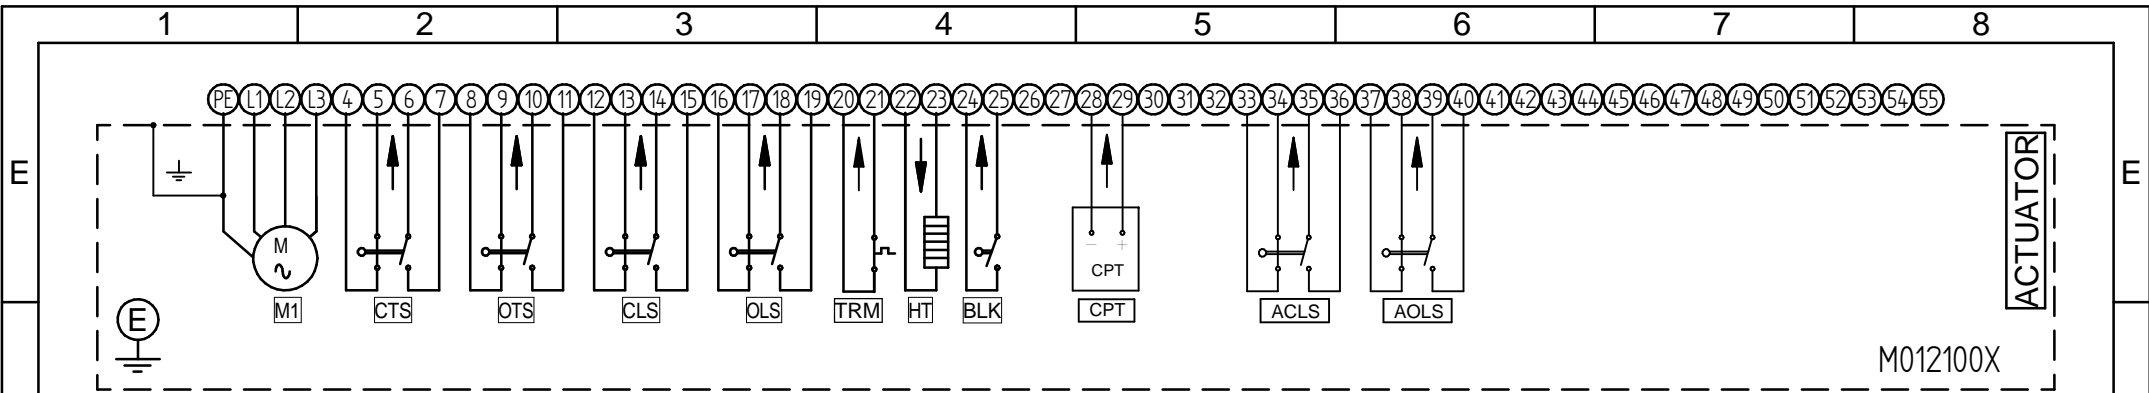 1 2 3 4 5 6 7 8
PE L1 L2 L3 4 5 6 7 8 9 10 11 12 13 14 15 16 17 18 19 20 21 22 23 24 25 26 27 28 29 30 31 32 33 34 35 36 37 38 39 40 41 42 43 44 45 46 47 48 49 50 51 52 53 54 55
E E
ACTUATOR
M
- +
CPT
M1 CTS OTS CLS OLS TRM HT BLK CPT ACLS AOLS
E
M012100X